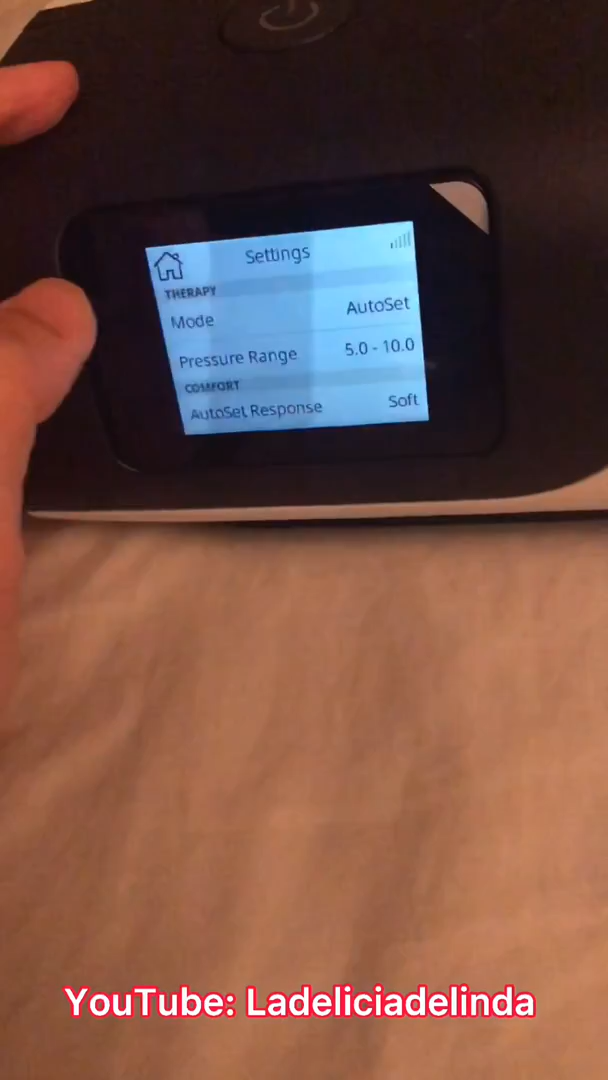 Settings
THERAPY
Mode AutoSet
Pressure Range 5.0 - 10.0
COMFORT
AutoSet Response Soft
YouTube: Ladeliciadelinda